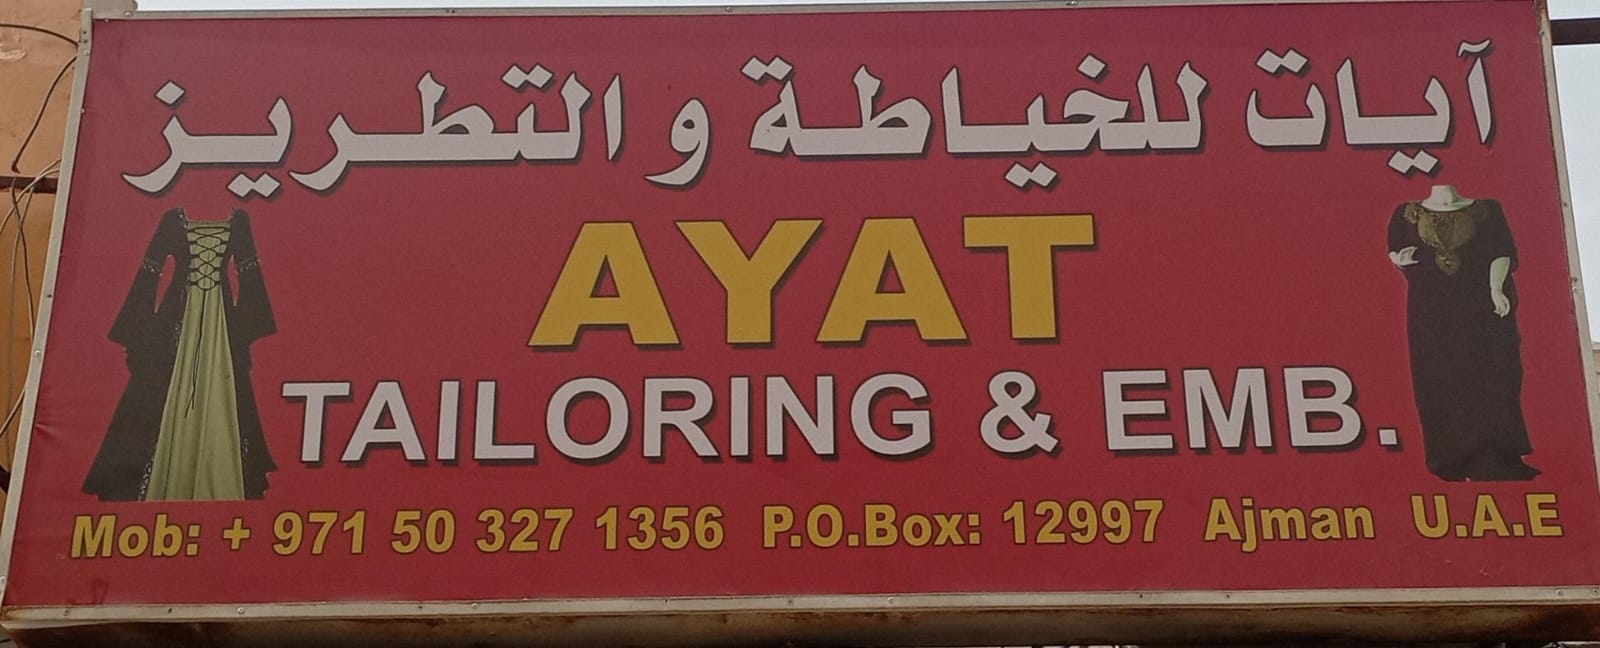 آيات للخياطة و التطريز
AYAT
TAILORING & EMB.
Mob: + 971 50 327 1356 P.O.Box: 12997 Ajman U.A.E